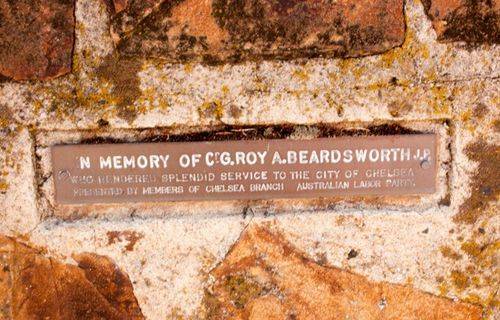 IN MEMORY OF CR G. ROY A. BEARDSWORTH J.P.
WHO RENDERED SPLENDID SERVICE TO THE CITY OF CHELSEA
PRESENTED BY MEMBERS OF CHELSEA BRANCH AUSTRALIAN LABOR PARTY.